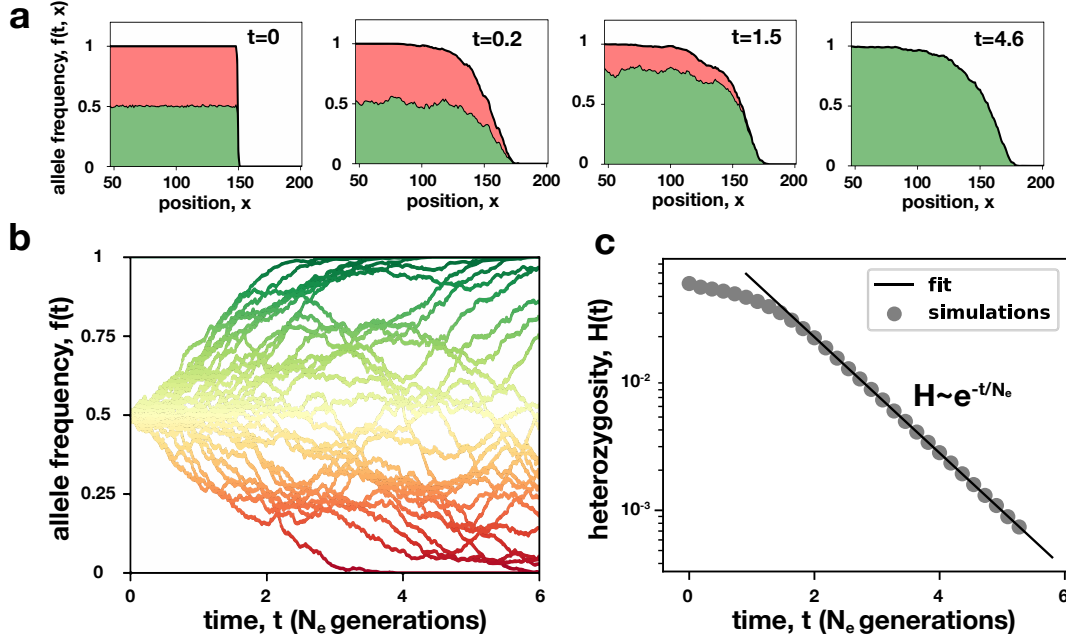 a
allele frequency, f(t, x)
1
0.5
0
t=0
50 100 150 200
position, x
1
0.5
0
t=0.2
50 100 150 200
position, x
1
0.5
0
t=1.5
50 100 150 200
position, x
1
0.5
0
t=4.6
50 100 150 200
position, x
b
allele frequency, f(t)
1
0.75
0.5
0.25
0
0 2 4 6
time, t (Nₑ generations)
c
heterozygosity, H(t)
10⁻²
10⁻³
fit
simulations
H~e^{-t/Nₑ}
0 2 4 6
time, t (Nₑ generations)